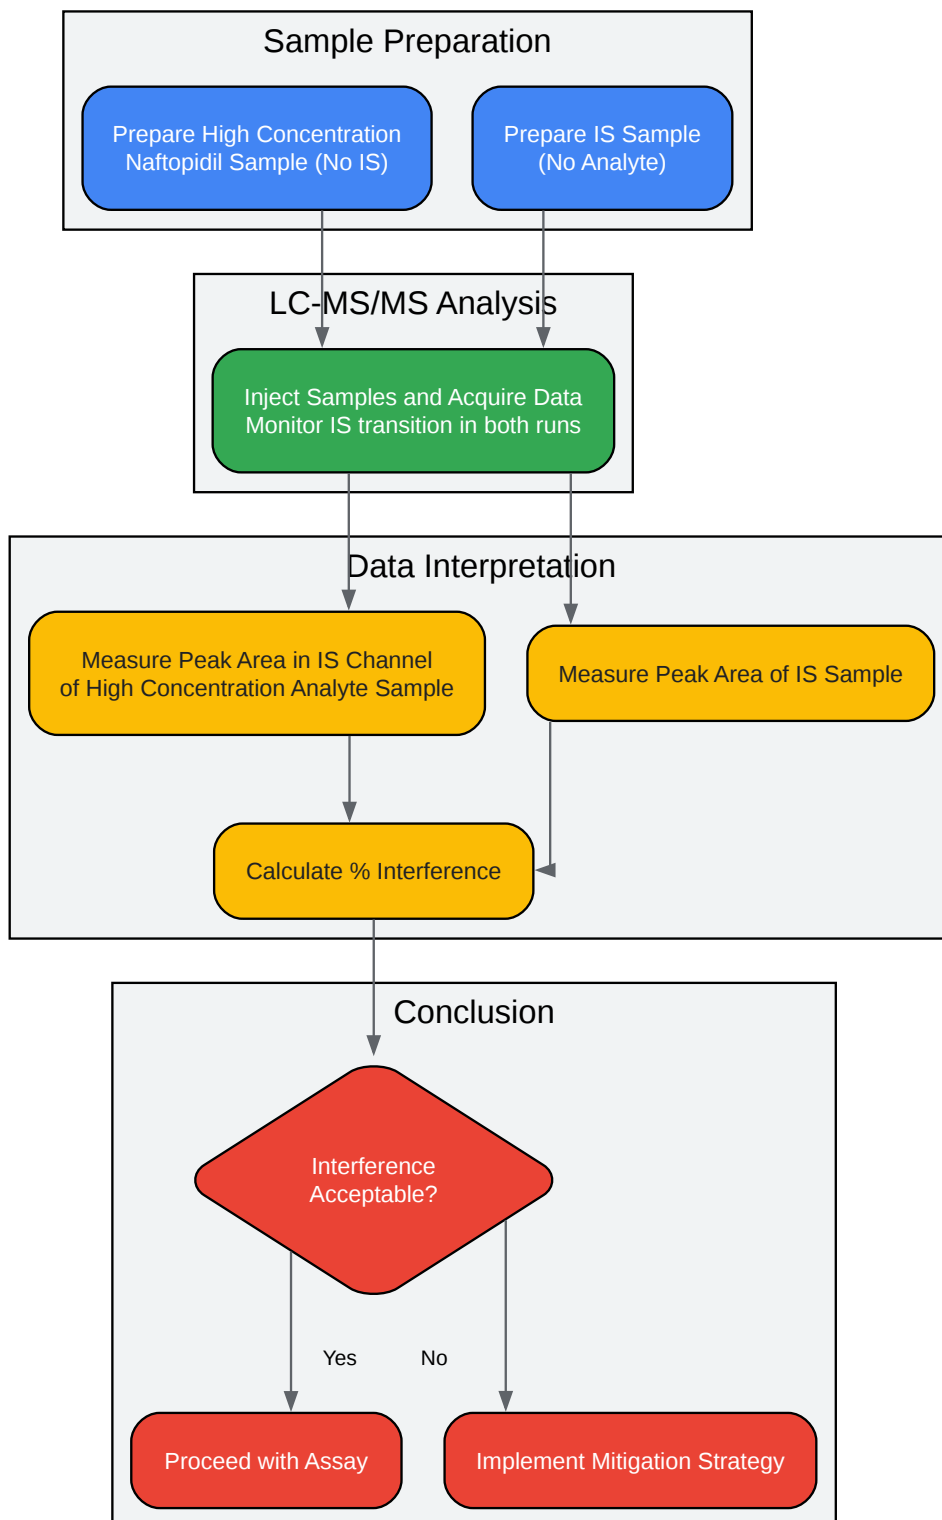 Sample Preparation
Prepare High Concentration
Naftopidil Sample (No IS)
Prepare IS Sample
(No Analyte)
LC-MS/MS Analysis
Inject Samples and Acquire Data
Monitor IS transition in both runs
Data Interpretation
Measure Peak Area in IS Channel
of High Concentration Analyte Sample
Measure Peak Area of IS Sample
Calculate % Interference
Conclusion
Interference
Acceptable?
Yes
No
Proceed with Assay
Implement Mitigation Strategy